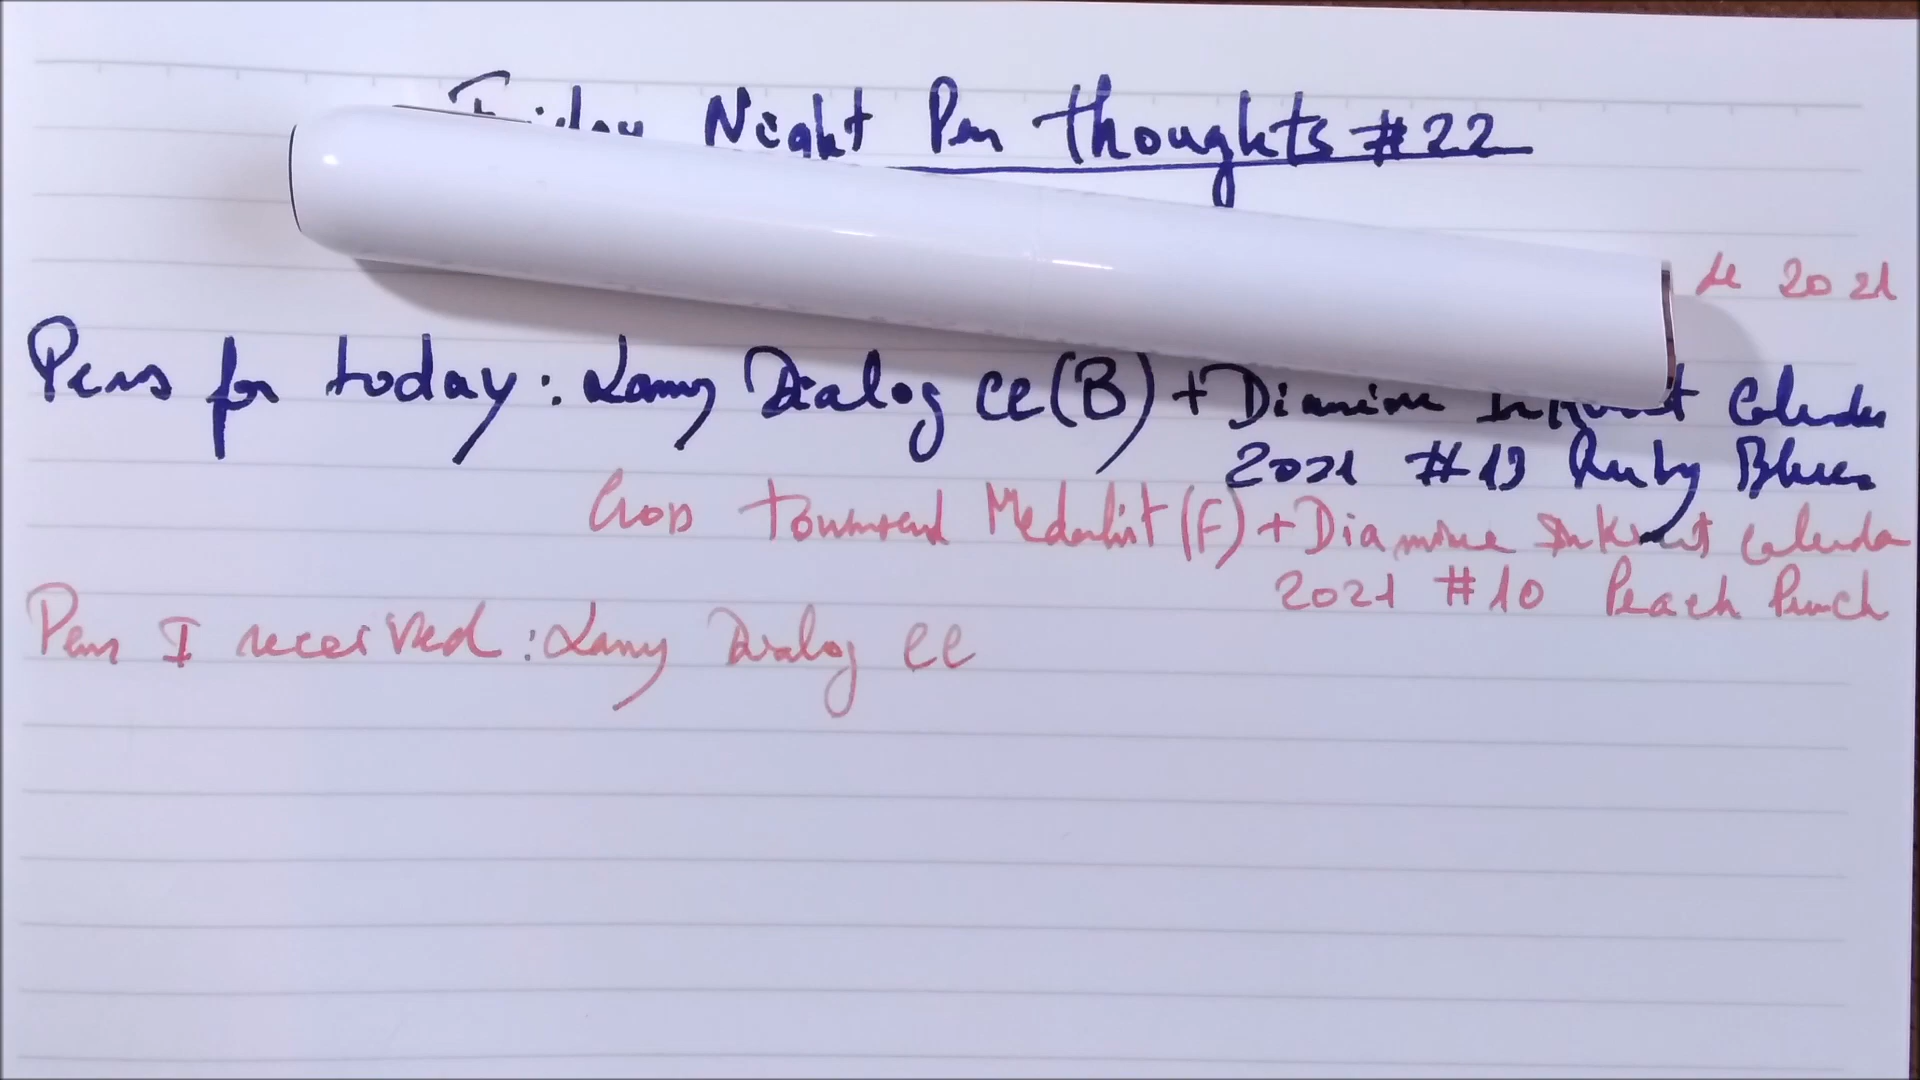 Friday Night Pen thoughts #22
2021
Pens for today: Lamy Dialog CC (B) + Diamine Inkvent Calendar
2021 #13 Ruby Blues
Cross Townsend Medalist (F) + Diamine Inkvent Calendar
2021 #10 Peach Punch
Pens I received: Lamy Dialog CC